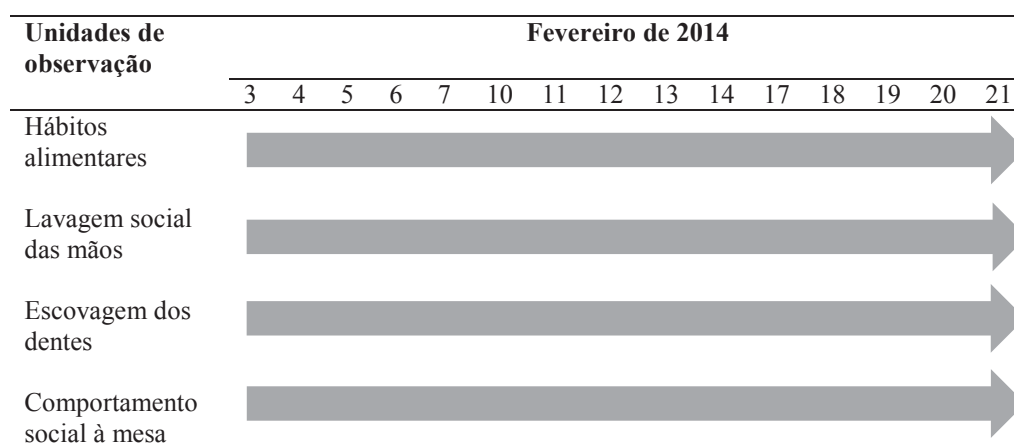 Unidades de
observação
Fevereiro de 2014
3 4 5 6 7 10 11 12 13 14 17 18 19 20 21
Hábitos
alimentares
Lavagem social
das mãos
Escovagem dos
dentes
Comportamento
social à mesa